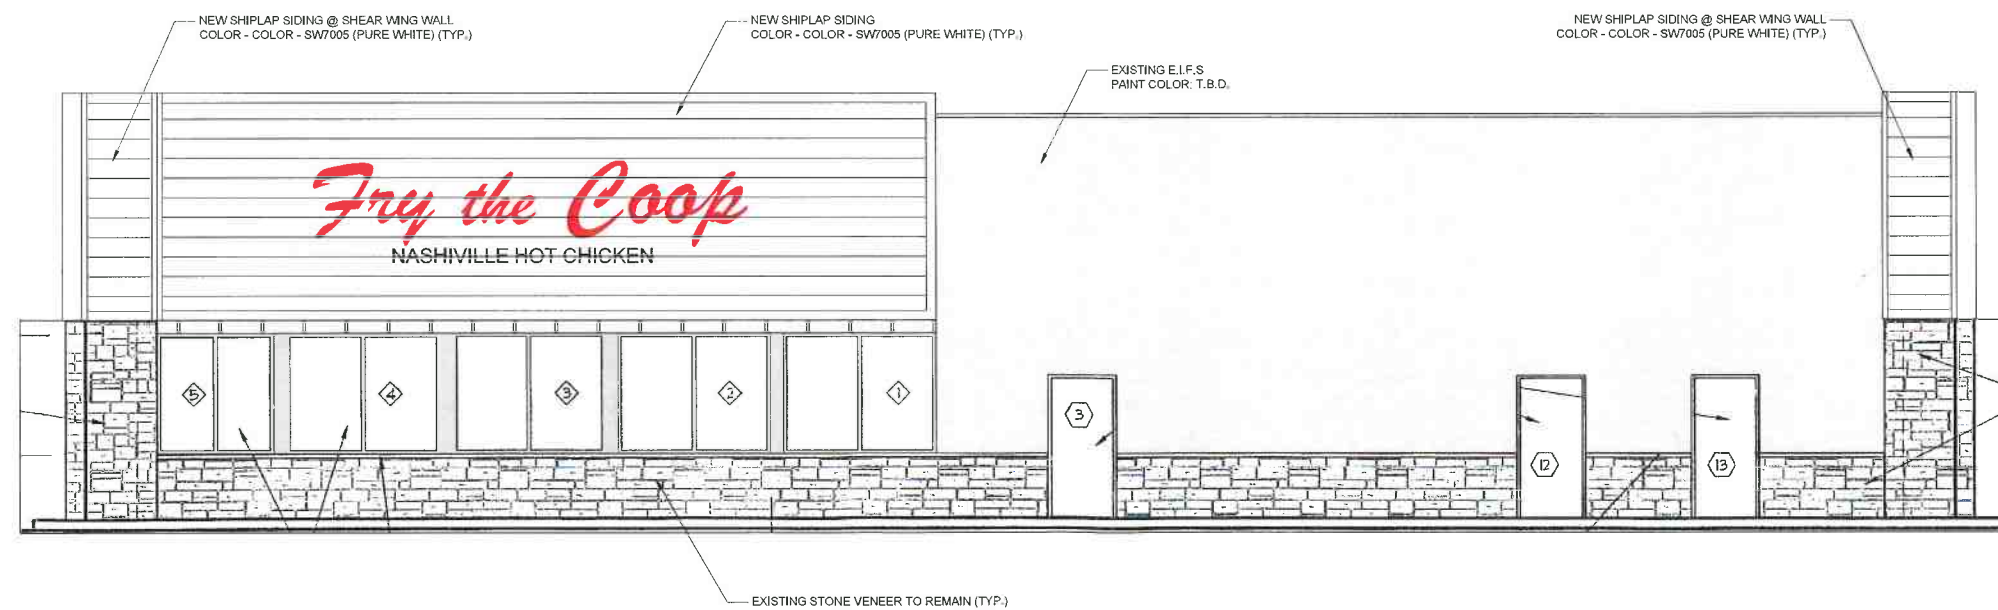 NEW SHIPLAP SIDING @ SHEAR WING WALL
COLOR - COLOR - SW7005 (PURE WHITE) (TYP.)
NEW SHIPLAP SIDING
COLOR - COLOR - SW7005 (PURE WHITE) (TYP.)
NEW SHIPLAP SIDING @ SHEAR WING WALL
COLOR - COLOR - SW7005 (PURE WHITE) (TYP.)
EXISTING E.I.F.S
PAINT COLOR: T.B.D.
Fry the Coop
NASHIVILLE HOT CHICKEN
5
4
3
2
1
3
12
13
EXISTING STONE VENEER TO REMAIN (TYP.)